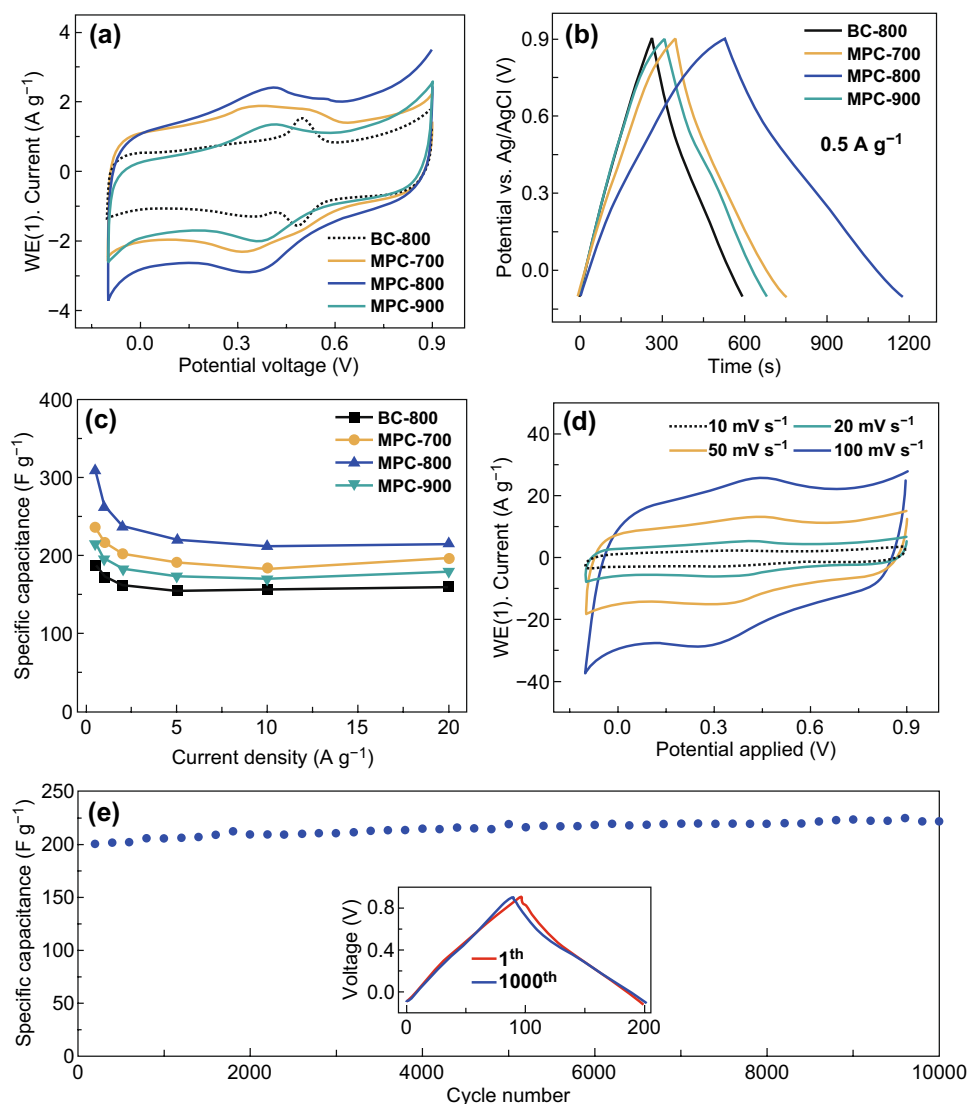 (a)
WE(1). Current (A g⁻¹)
4
2
0
−2
−4
0.0 0.3 0.6 0.9
Potential voltage (V)
BC-800
MPC-700
MPC-800
MPC-900
(b)
Potential vs. Ag/AgCl (V)
0.9
0.6
0.3
0.0
0 300 600 900 1200
Time (s)
BC-800
MPC-700
MPC-800
MPC-900
0.5 A g⁻¹
(c)
Specific capacitance (F g⁻¹)
400
300
200
100
0
0 5 10 15 20
Current density (A g⁻¹)
BC-800
MPC-700
MPC-800
MPC-900
(d)
WE(1). Current (A g⁻¹)
40
20
0
−20
−40
0.0 0.3 0.6 0.9
Potential applied (V)
10 mV s⁻¹ 20 mV s⁻¹
50 mV s⁻¹ 100 mV s⁻¹
(e)
Specific capacitance (F g⁻¹)
250
200
150
100
50
0
0 2000 4000 6000 8000 10000
Cycle number
Voltage (V)
0.8
0.4
0.0
0 100 200
1ᵗʰ
1000ᵗʰ